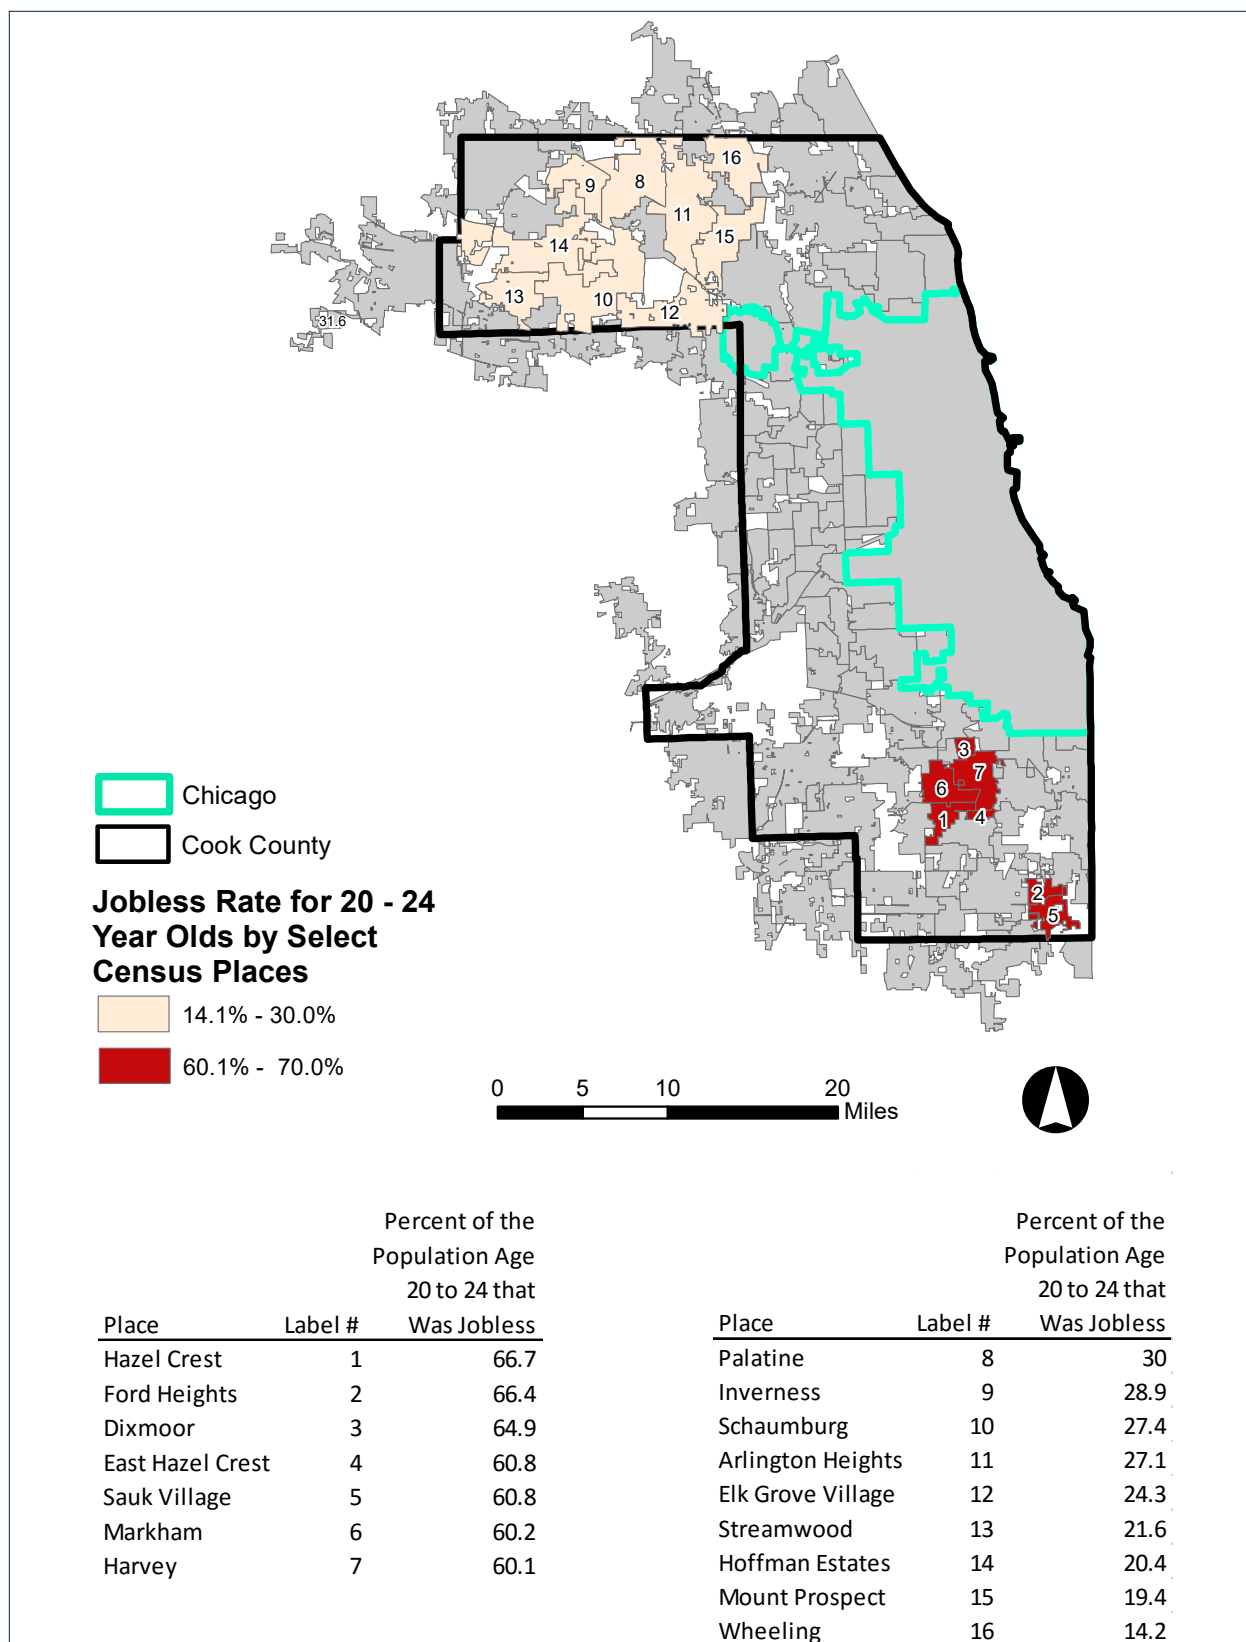 16
9
8
11
15
14
13
10
12
31.6
3
7
6
1
4
2
5
Chicago
Cook County
Jobless Rate for 20 - 24
Year Olds by Select
Census Places
14.1% - 30.0%
60.1% - 70.0%
0 5 10 20
Miles
Percent of the
Population Age
20 to 24 that
Place Label # Was Jobless
Hazel Crest 1 66.7
Ford Heights 2 66.4
Dixmoor 3 64.9
East Hazel Crest 4 60.8
Sauk Village 5 60.8
Markham 6 60.2
Harvey 7 60.1
Percent of the
Population Age
20 to 24 that
Place Label # Was Jobless
Palatine 8 30
Inverness 9 28.9
Schaumburg 10 27.4
Arlington Heights 11 27.1
Elk Grove Village 12 24.3
Streamwood 13 21.6
Hoffman Estates 14 20.4
Mount Prospect 15 19.4
Wheeling 16 14.2